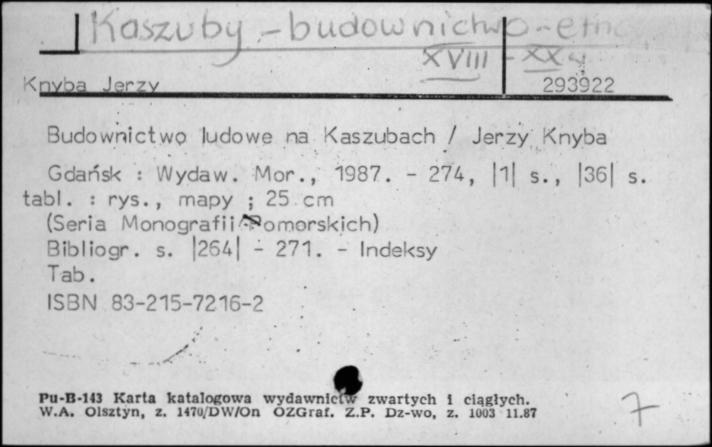 Kaszuby - budownictwo - etn
XVIII - XX w
Knyba Jerzy 293922
Budownictwo ludowe na Kaszubach / Jerzy Knyba
Gdańsk : Wydaw. Mor., 1987. - 274, |1| s., |36| s.
tabl. : rys., mapy ; 25 cm
(Seria Monografii Pomorskich)
Bibliogr. s. |264| - 271. - Indeksy
Tab.
ISBN 83-215-7216-2
Pu-B-143 Karta katalogowa wydawnictw zwartych i ciągłych.
W.A. Olsztyn, z. 1470/DW/On OZGraf. Z.P. Dz-wo, z. 1003 11.87
7